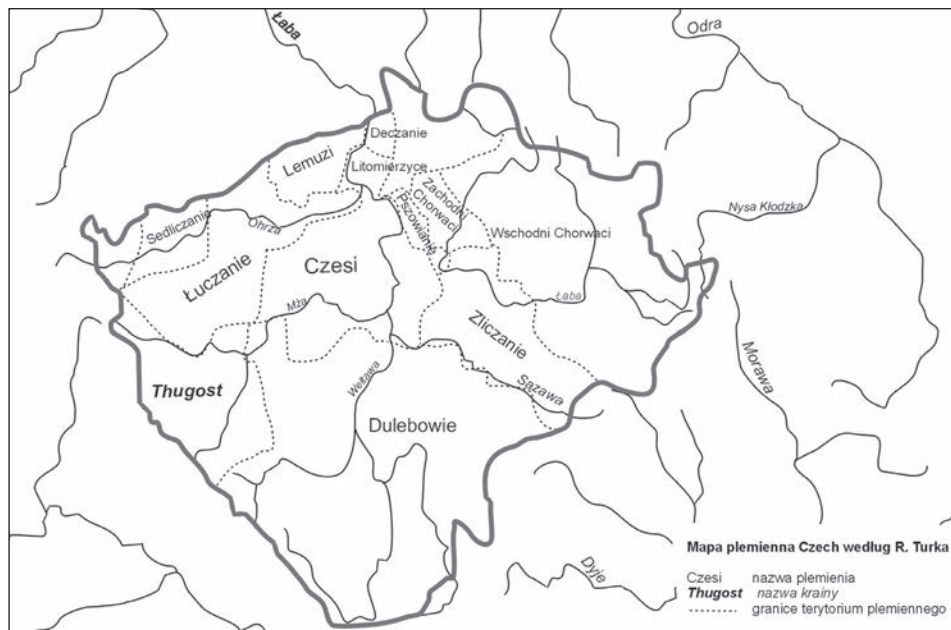 Łaba
Odra
Deczanie
Lemuzi
Litomierzyce
Zachodni
Chorwaci
Nysa Kłodzka
Sedliczanie
Ohrza
Pszowianie
Wschodni Chorwaci
Łuczanie
Czesi
Łaba
Mża
Zliczanie
Morawa
Thugost
Wełtawa
Sazawa
Dulebowie
Dyje
Mapa plemienna Czech według R. Turka
Czesi nazwa plemienia
Thugost nazwa krainy
granice terytorium plemiennego